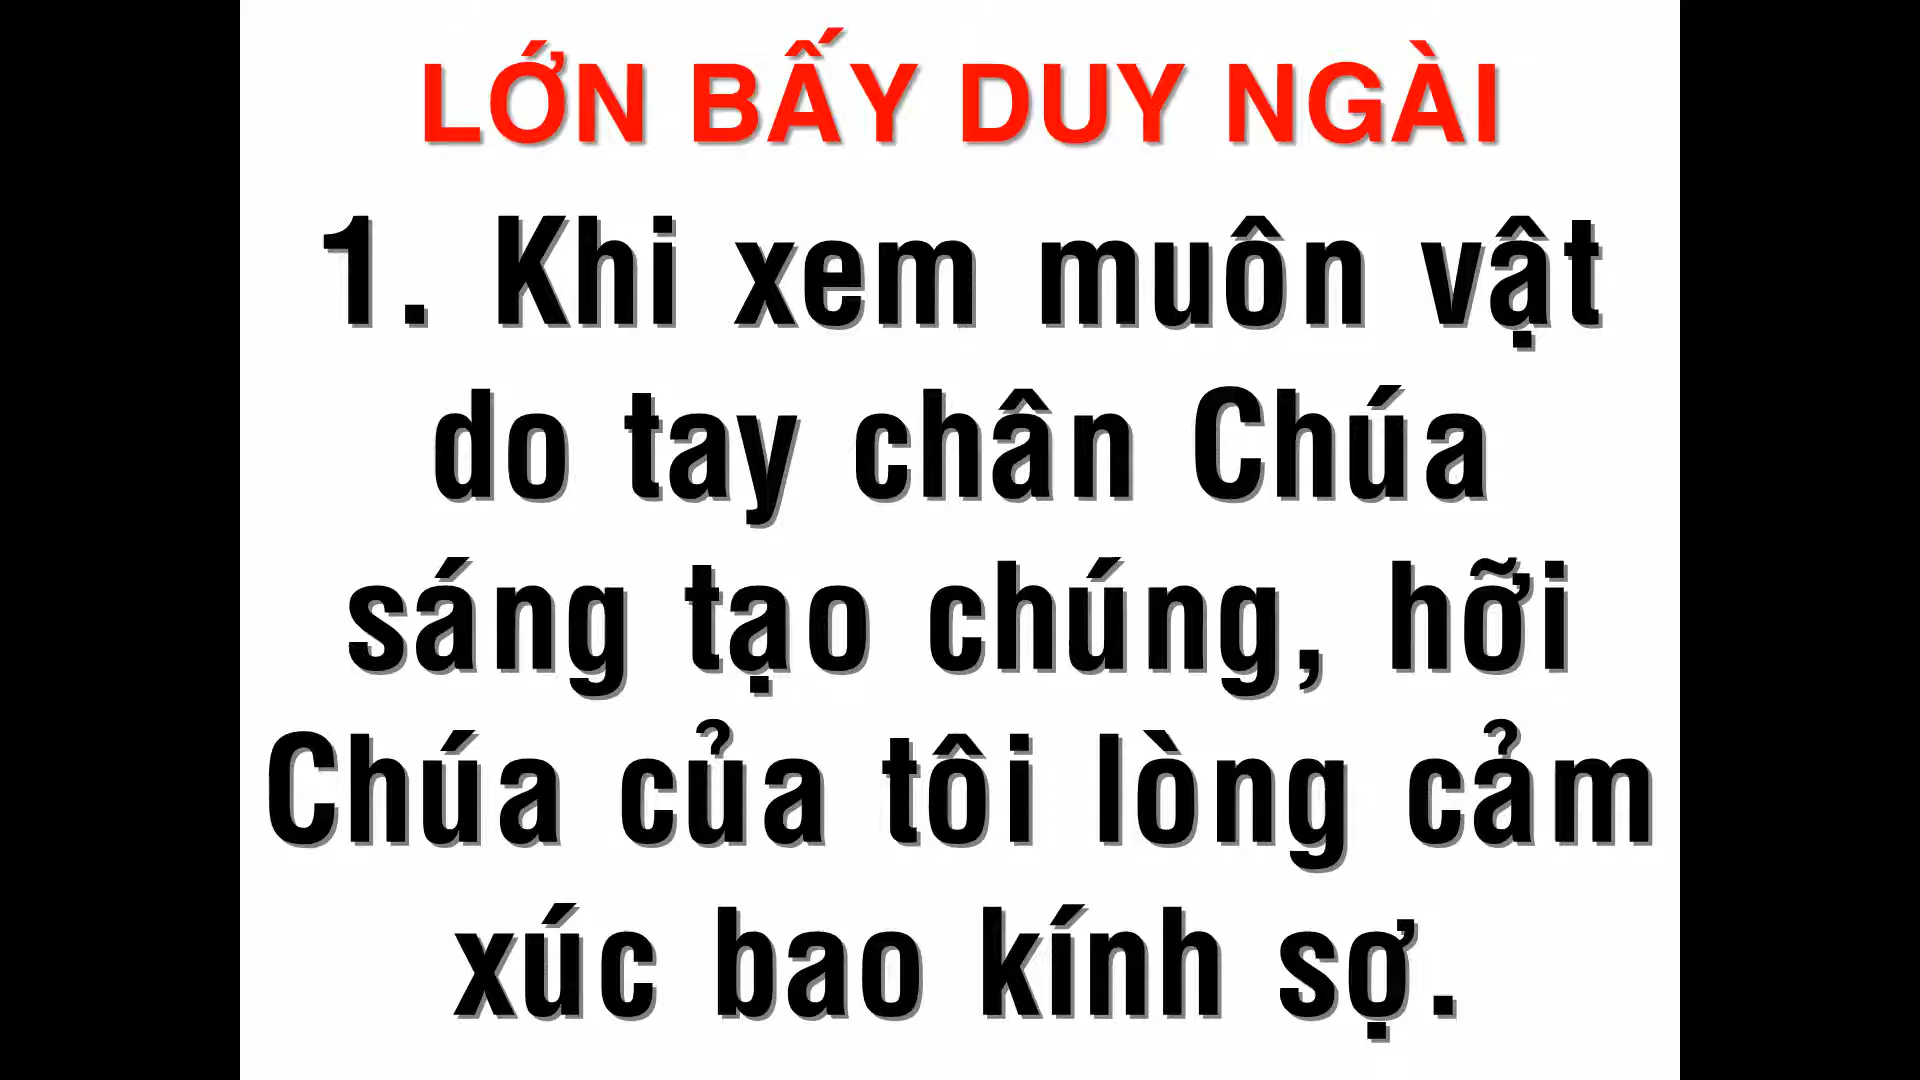 LỚN BẤY DUY NGÀI
1. Khi xem muôn vật
do tay chân Chúa
sáng tạo chúng, hỡi
Chúa của tôi lòng cảm
xúc bao kính sợ.